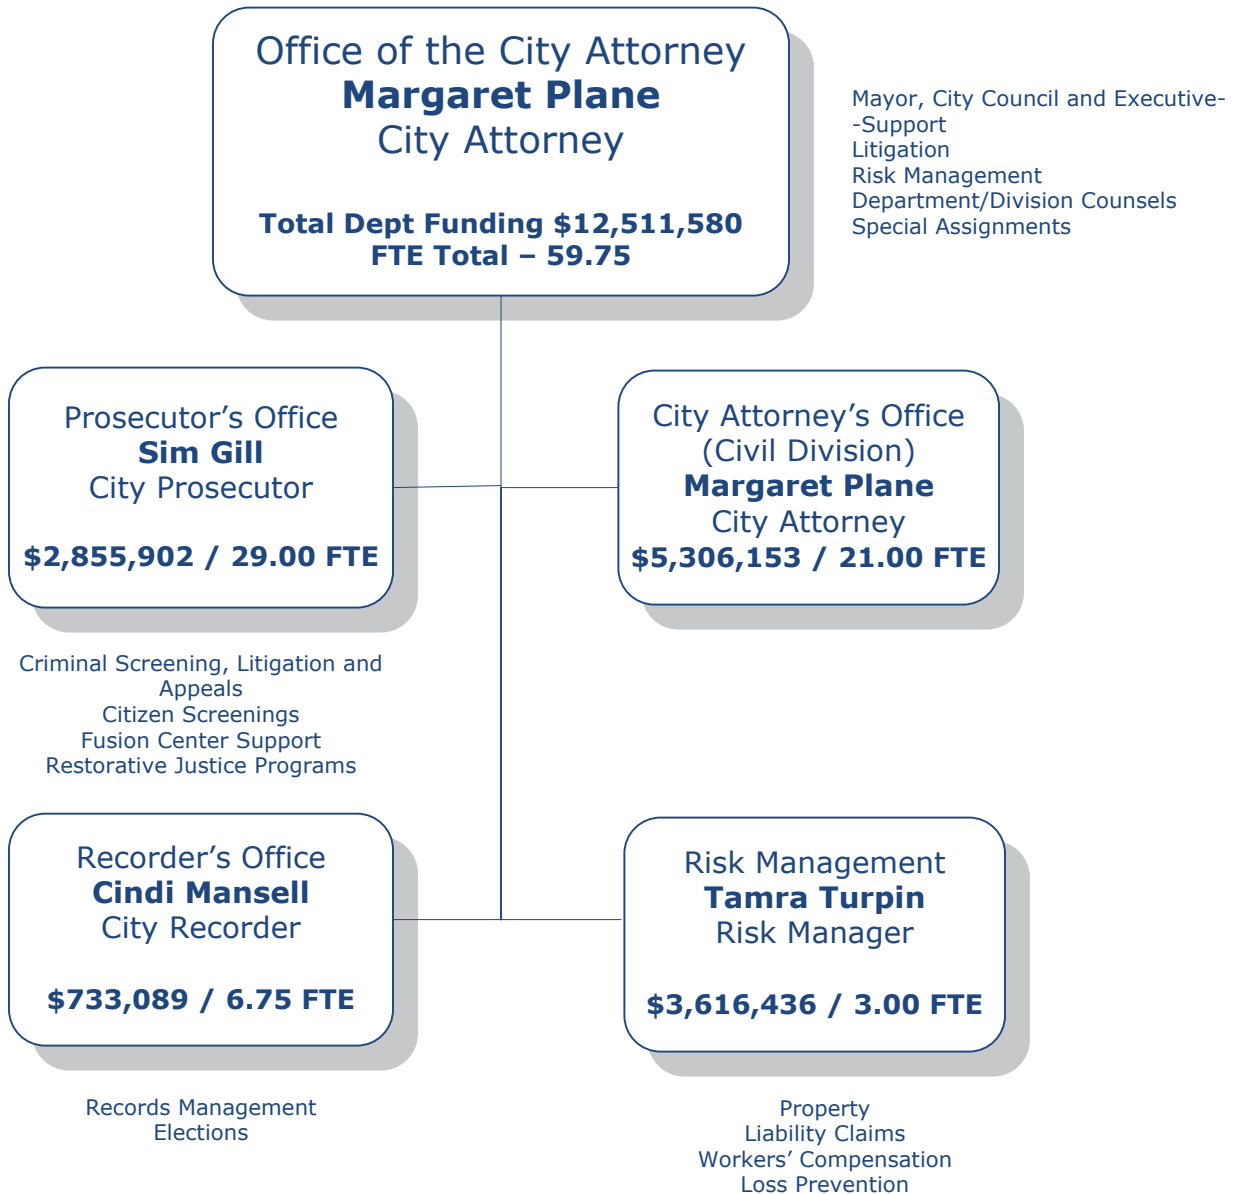 Office of the City Attorney
Margaret Plane
City Attorney
Total Dept Funding $12,511,580
FTE Total – 59.75
Mayor, City Council and Executive-
-Support
Litigation
Risk Management
Department/Division Counsels
Special Assignments
Prosecutor’s Office
Sim Gill
City Prosecutor
$2,855,902 / 29.00 FTE
City Attorney’s Office
(Civil Division)
Margaret Plane
City Attorney
$5,306,153 / 21.00 FTE
Criminal Screening, Litigation and
Appeals
Citizen Screenings
Fusion Center Support
Restorative Justice Programs
Recorder’s Office
Cindi Mansell
City Recorder
$733,089 / 6.75 FTE
Risk Management
Tamra Turpin
Risk Manager
$3,616,436 / 3.00 FTE
Records Management
Elections
Property
Liability Claims
Workers’ Compensation
Loss Prevention